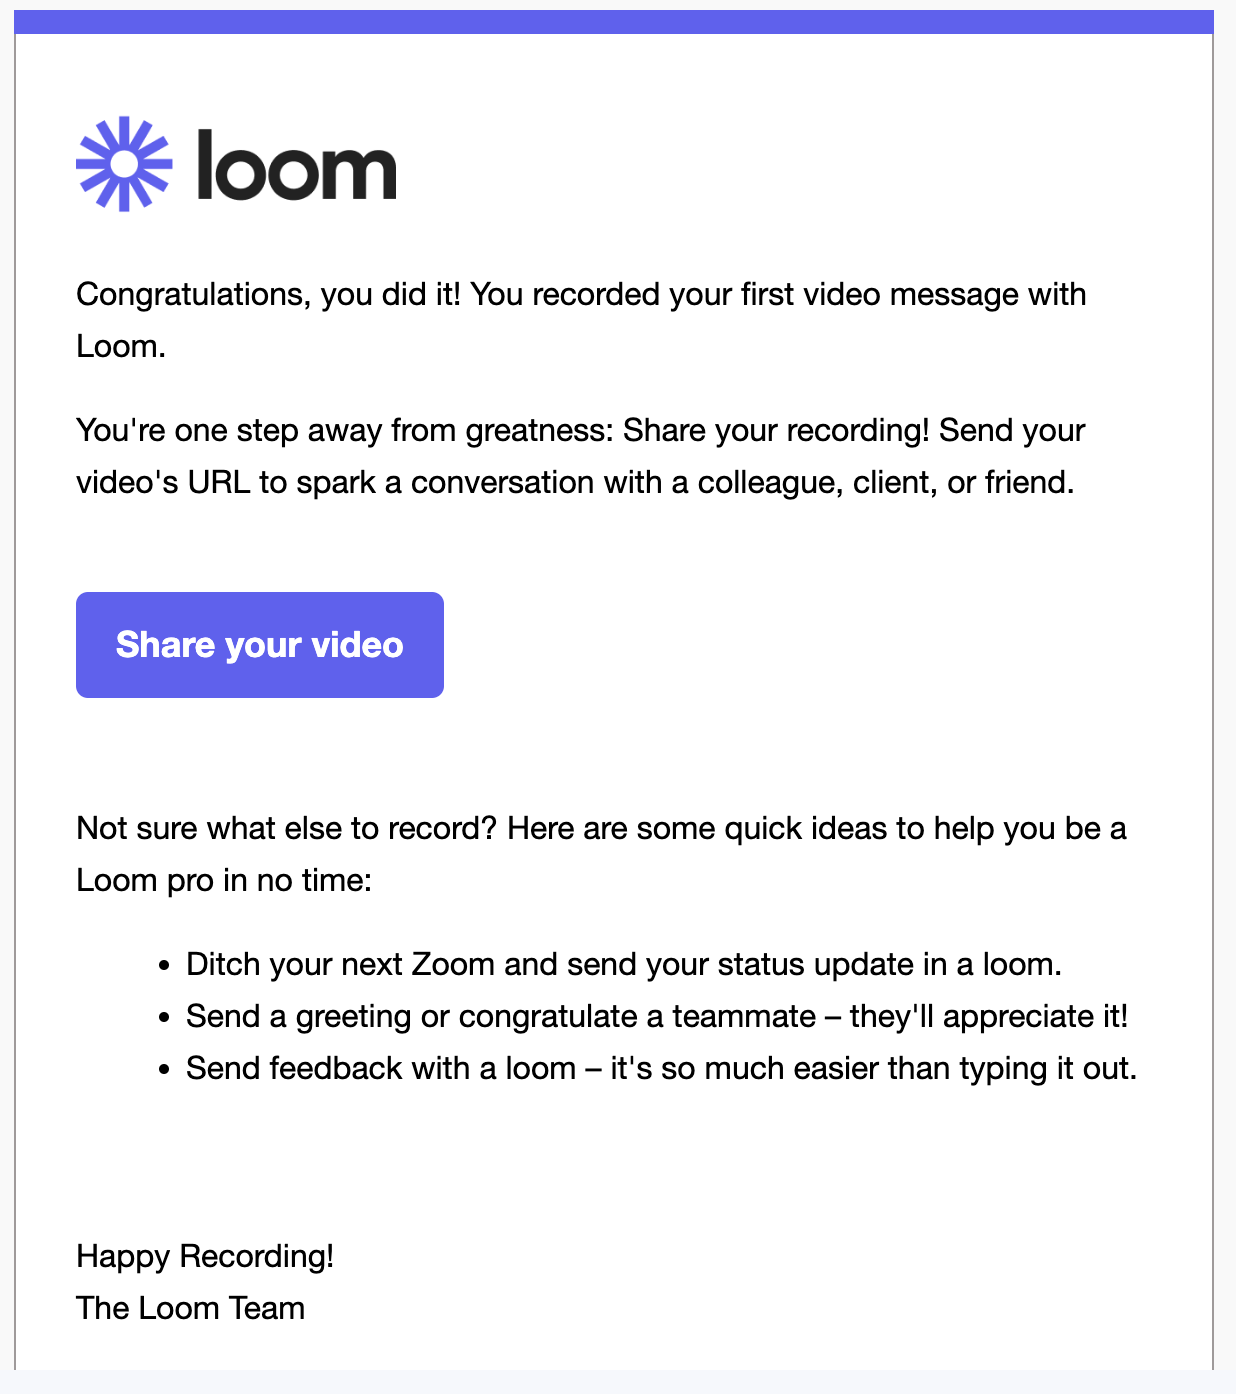 loom
Congratulations, you did it! You recorded your first video message with
Loom.
You're one step away from greatness: Share your recording! Send your
video's URL to spark a conversation with a colleague, client, or friend.
Share your video
Not sure what else to record? Here are some quick ideas to help you be a
Loom pro in no time:
• Ditch your next Zoom and send your status update in a loom.
• Send a greeting or congratulate a teammate – they'll appreciate it!
• Send feedback with a loom – it's so much easier than typing it out.
Happy Recording!
The Loom Team